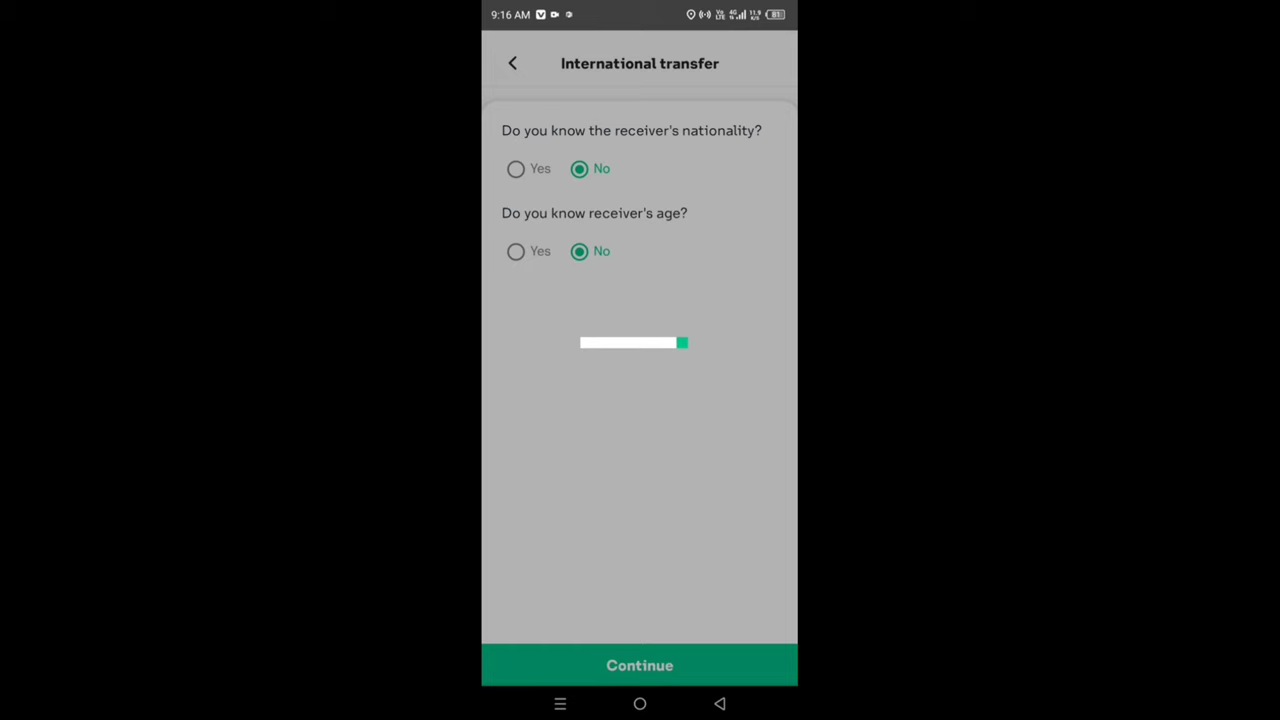 9:16 AM
International transfer
Do you know the receiver's nationality?
Yes No
Do you know receiver's age?
Yes No
Continue